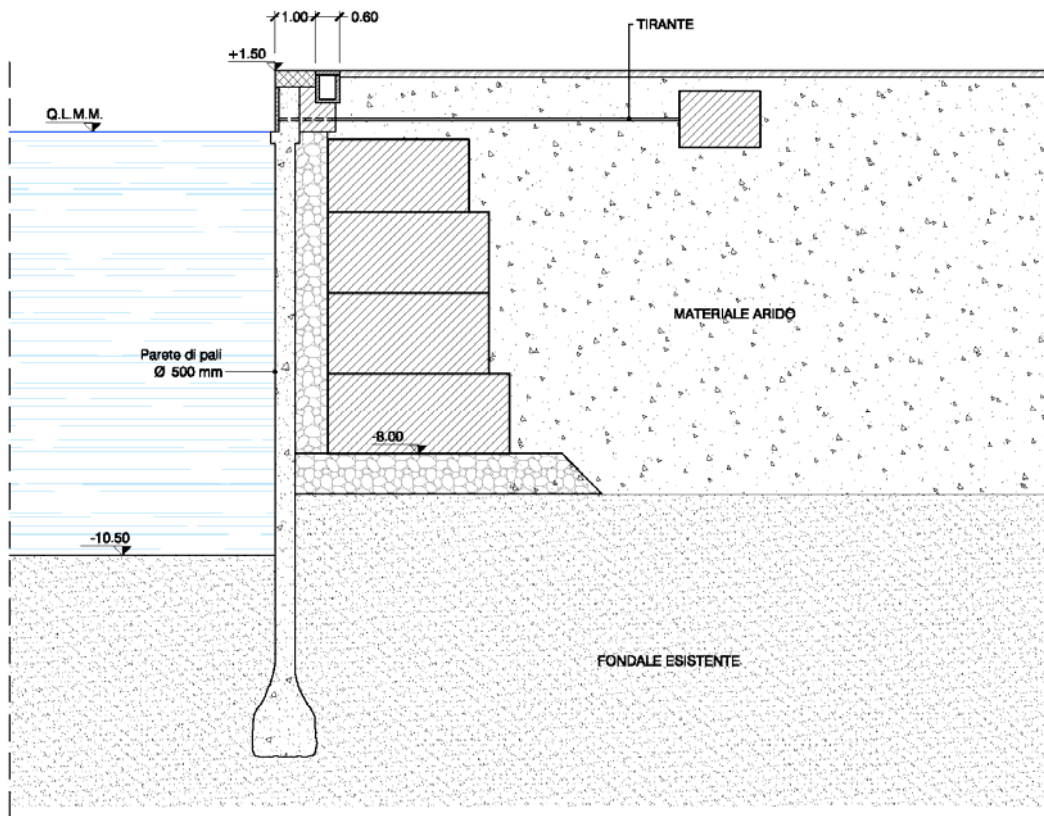 1.00 0.60
TIRANTE
+1.50
Q.L.M.M.
MATERIALE ARIDO
Parete di pali
Ø 500 mm
-8.00
-10.50
FONDALE ESISTENTE